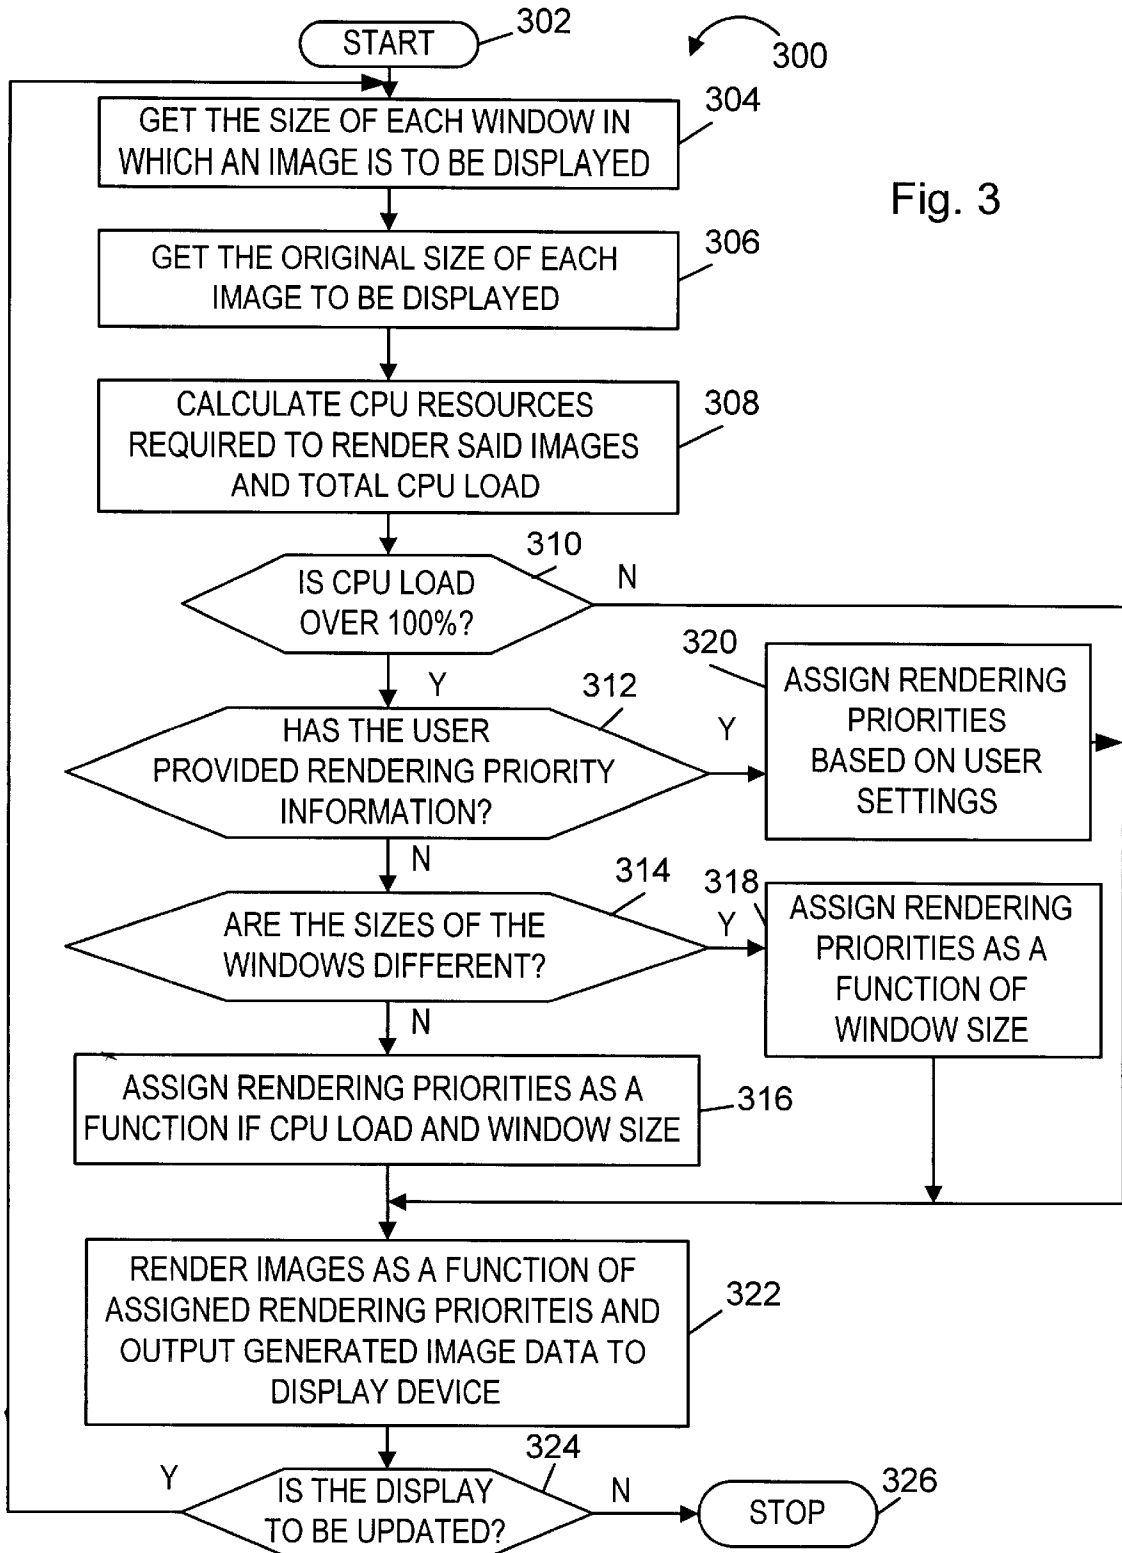 START
302
300
GET THE SIZE OF EACH WINDOW IN
WHICH AN IMAGE IS TO BE DISPLAYED
304
Fig. 3
GET THE ORIGINAL SIZE OF EACH
IMAGE TO BE DISPLAYED
306
CALCULATE CPU RESOURCES
REQUIRED TO RENDER SAID IMAGES
AND TOTAL CPU LOAD
308
IS CPU LOAD
OVER 100%?
310
N
Y
HAS THE USER
PROVIDED RENDERING PRIORITY
INFORMATION?
312
Y
320
ASSIGN RENDERING
PRIORITIES
BASED ON USER
SETTINGS
N
ARE THE SIZES OF THE
WINDOWS DIFFERENT?
314
Y
318
ASSIGN RENDERING
PRIORITIES AS A
FUNCTION OF
WINDOW SIZE
N
ASSIGN RENDERING PRIORITIES AS A
FUNCTION IF CPU LOAD AND WINDOW SIZE
316
RENDER IMAGES AS A FUNCTION OF
ASSIGNED RENDERING PRIORITEIS AND
OUTPUT GENERATED IMAGE DATA TO
DISPLAY DEVICE
322
Y
IS THE DISPLAY
TO BE UPDATED?
324
N
STOP
326